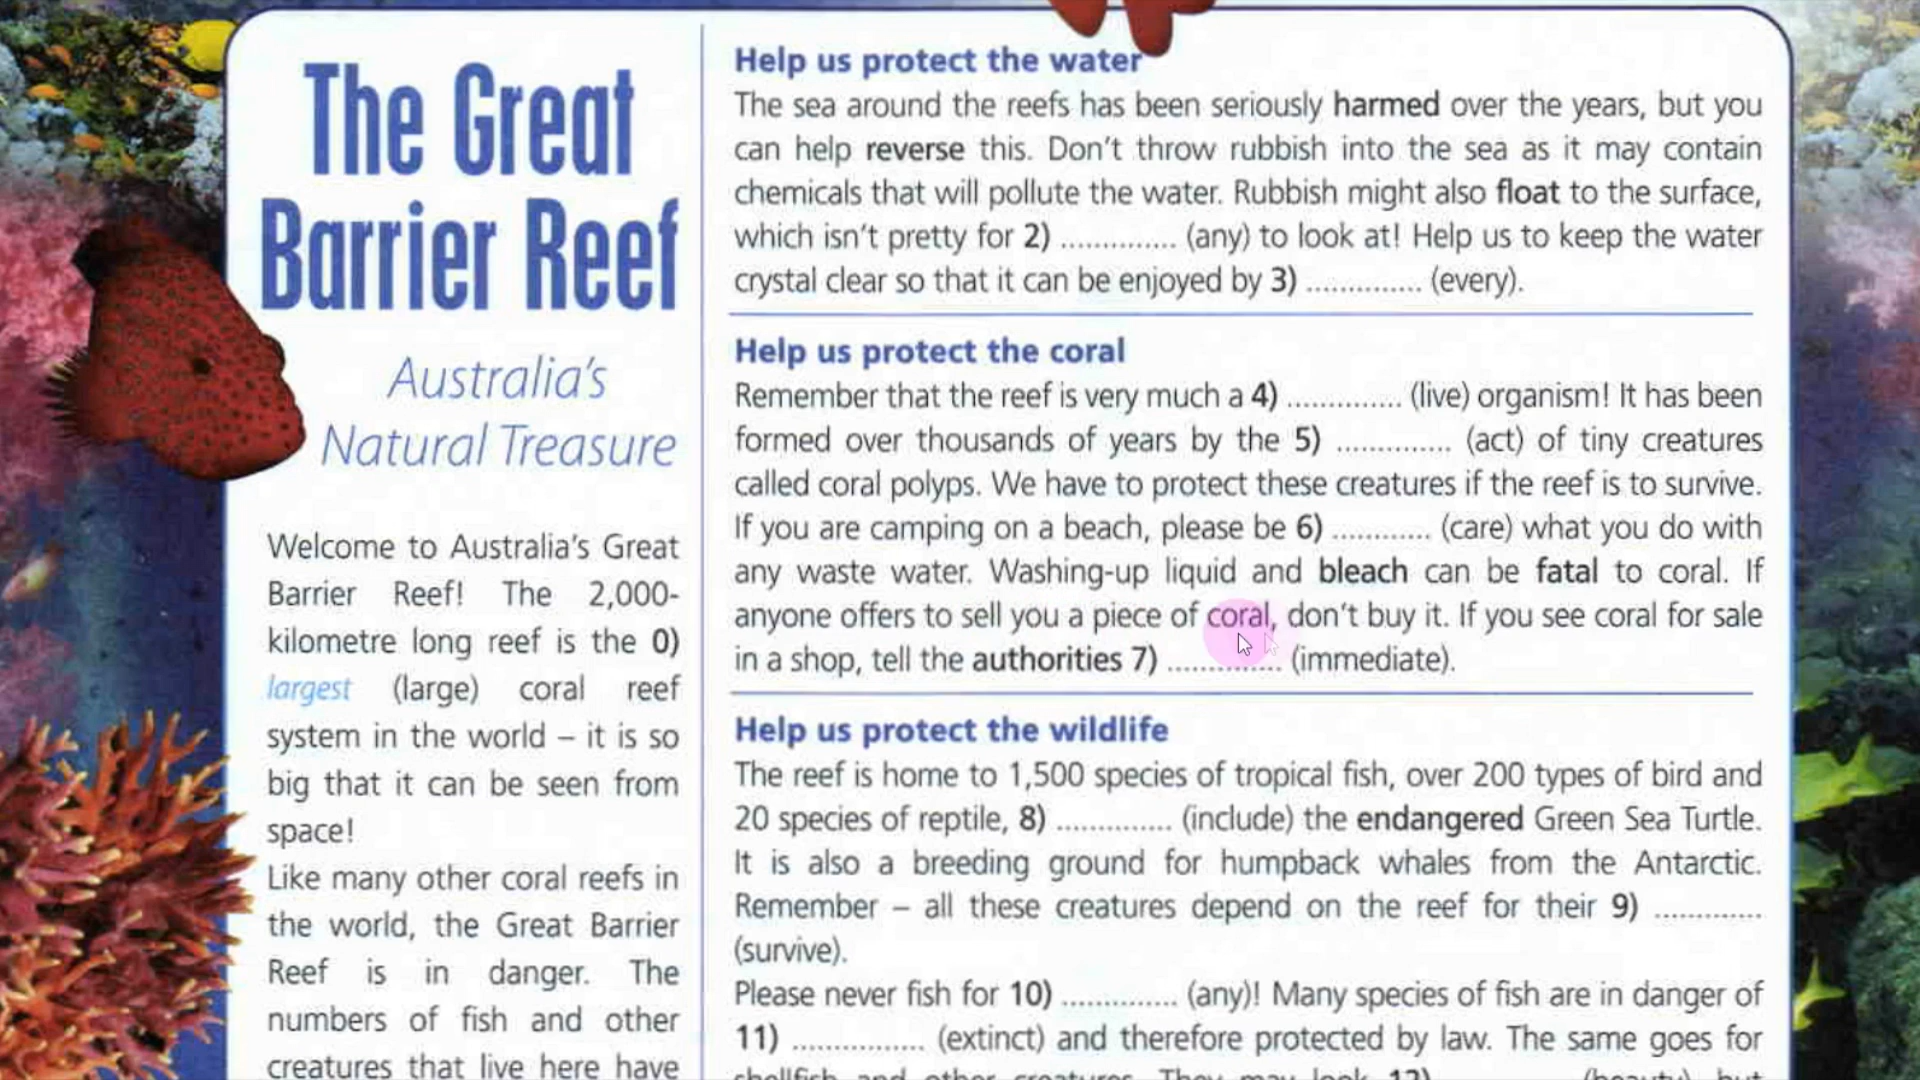 The Great
Barrier Reef
Australia's
Natural Treasure
Welcome to Australia's Great
Barrier Reef! The 2,000-
kilometre long reef is the 0)
largest (large) coral reef
system in the world – it is so
big that it can be seen from
space!
Like many other coral reefs in
the world, the Great Barrier
Reef is in danger. The
numbers of fish and other
creatures that live here have
Help us protect the water
The sea around the reefs has been seriously harmed over the years, but you
can help reverse this. Don't throw rubbish into the sea as it may contain
chemicals that will pollute the water. Rubbish might also float to the surface,
which isn't pretty for 2) .............. (any) to look at! Help us to keep the water
crystal clear so that it can be enjoyed by 3) .............. (every).
Help us protect the coral
Remember that the reef is very much a 4) .............. (live) organism! It has been
formed over thousands of years by the 5) .............. (act) of tiny creatures
called coral polyps. We have to protect these creatures if the reef is to survive.
If you are camping on a beach, please be 6) ............ (care) what you do with
any waste water. Washing-up liquid and bleach can be fatal to coral. If
anyone offers to sell you a piece of coral, don't buy it. If you see coral for sale
in a shop, tell the authorities 7) .............. (immediate).
Help us protect the wildlife
The reef is home to 1,500 species of tropical fish, over 200 types of bird and
20 species of reptile, 8) .............. (include) the endangered Green Sea Turtle.
It is also a breeding ground for humpback whales from the Antarctic.
Remember – all these creatures depend on the reef for their 9) .............
(survive).
Please never fish for 10) .............. (any)! Many species of fish are in danger of
11) ................ (extinct) and therefore protected by law. The same goes for
shellfish and other creatures. They may look 12) .............. (beauty), but